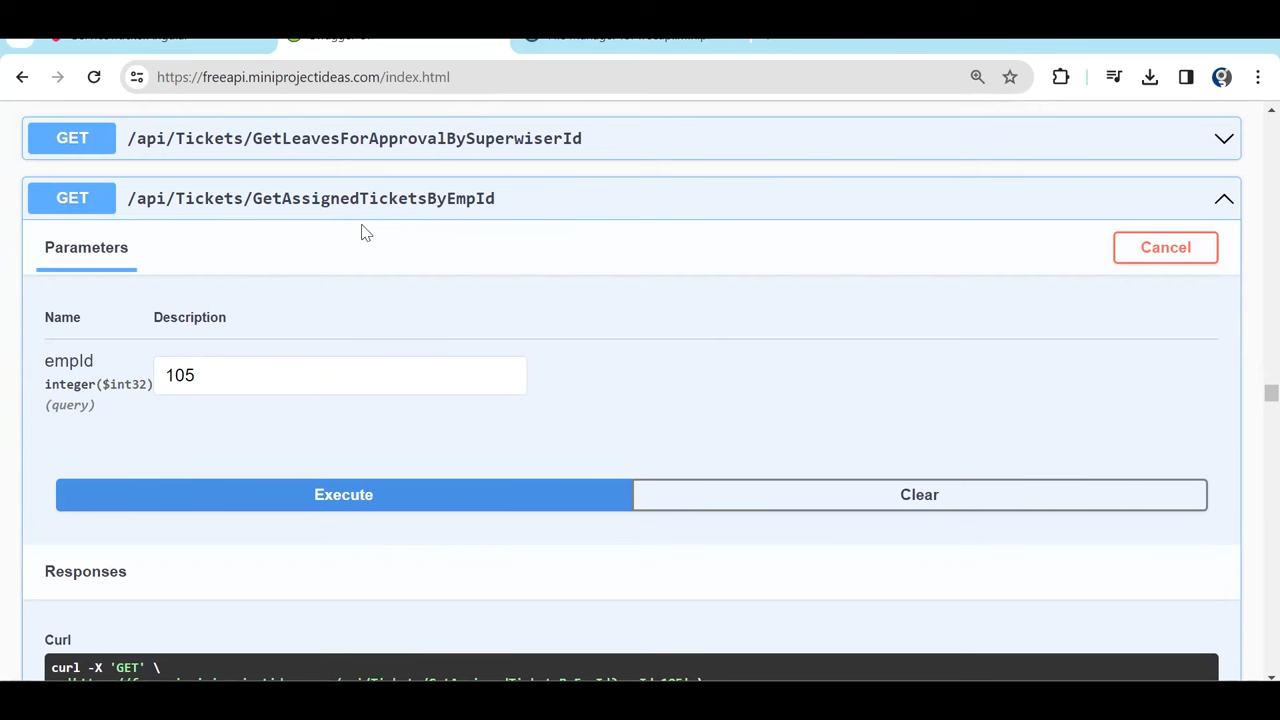 https://freeapi.miniprojectideas.com/index.html
GET /api/Tickets/GetLeavesForApprovalBySuperwiserId
GET /api/Tickets/GetAssignedTicketsByEmpId
Parameters
Cancel
Name Description
empId
integer($int32)
(query)
105
Execute
Clear
Responses
Curl
curl -X 'GET' \